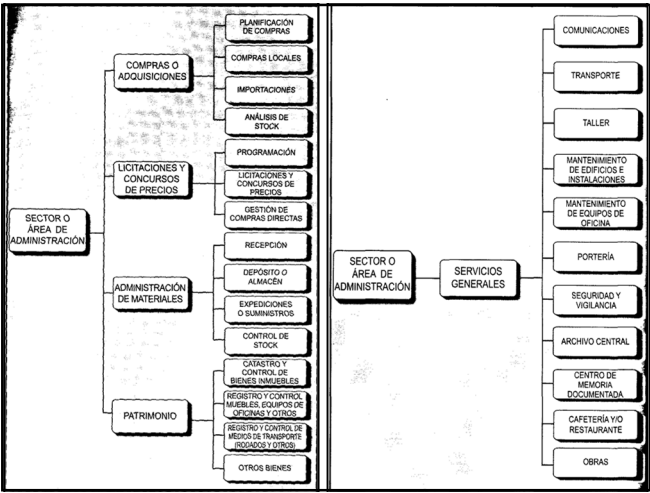 SECTOR O
ÁREA DE
ADMINISTRACIÓN
COMPRAS O
ADQUISICIONES
PLANIFICACIÓN
DE COMPRAS
COMPRAS LOCALES
IMPORTACIONES
ANÁLISIS DE
STOCK
LICITACIONES Y
CONCURSOS
DE PRECIOS
PROGRAMACIÓN
LICITACIONES Y
CONCURSOS DE
PRECIOS
GESTIÓN DE
COMPRAS DIRECTAS
ADMINISTRACIÓN
DE MATERIALES
RECEPCIÓN
DEPÓSITO O
ALMACÉN
EXPEDICIONES
O SUMINISTROS
CONTROL DE
STOCK
PATRIMONIO
CATASTRO Y
CONTROL DE
BIENES INMUEBLES
REGISTRO Y CONTROL
MUEBLES, EQUIPOS DE
OFICINAS Y OTROS
REGISTRO Y CONTROL DE
MEDIOS DE TRANSPORTE
(RODADOS Y OTROS)
OTROS BIENES
SECTOR O
ÁREA DE
ADMINISTRACIÓN
SERVICIOS
GENERALES
COMUNICACIONES
TRANSPORTE
TALLER
MANTENIMIENTO
DE EDIFICIOS E
INSTALACIONES
MANTENIMIENTO
DE EQUIPOS DE
OFICINA
PORTERÍA
SEGURIDAD Y
VIGILANCIA
ARCHIVO CENTRAL
CENTRO DE
MEMORIA
DOCUMENTADA
CAFETERÍA Y/O
RESTAURANTE
OBRAS